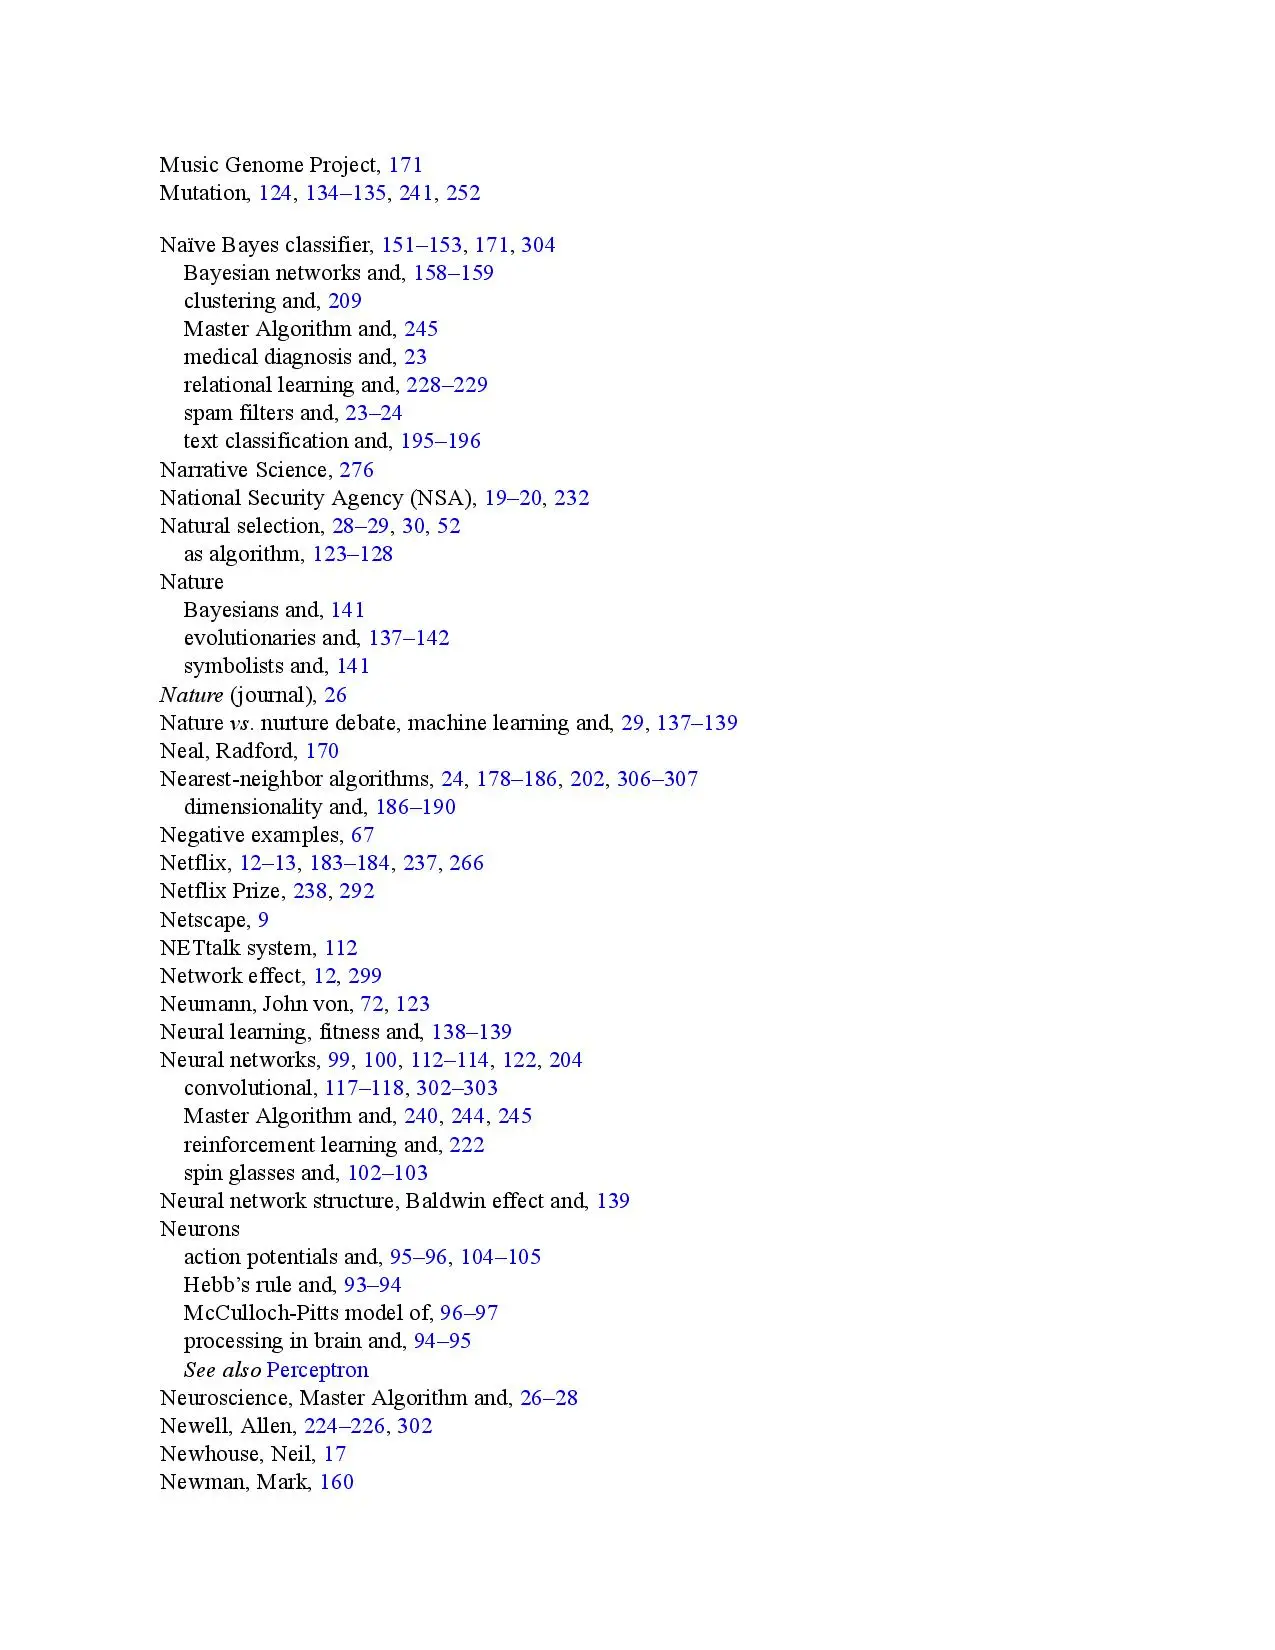 Music Genome Project, 171
Mutation, 124, 134–135, 241, 252
Naïve Bayes classifier, 151–153, 171, 304
Bayesian networks and, 158–159
clustering and, 209
Master Algorithm and, 245
medical diagnosis and, 23
relational learning and, 228–229
spam filters and, 23–24
text classification and, 195–196
Narrative Science, 276
National Security Agency (NSA), 19–20, 232
Natural selection, 28–29, 30, 52
as algorithm, 123–128
Nature
Bayesians and, 141
evolutionaries and, 137–142
symbolists and, 141
Nature (journal), 26
Nature vs. nurture debate, machine learning and, 29, 137–139
Neal, Radford, 170
Nearest-neighbor algorithms, 24, 178–186, 202, 306–307
dimensionality and, 186–190
Negative examples, 67
Netflix, 12–13, 183–184, 237, 266
Netflix Prize, 238, 292
Netscape, 9
NETtalk system, 112
Network effect, 12, 299
Neumann, John von, 72, 123
Neural learning, fitness and, 138–139
Neural networks, 99, 100, 112–114, 122, 204
convolutional, 117–118, 302–303
Master Algorithm and, 240, 244, 245
reinforcement learning and, 222
spin glasses and, 102–103
Neural network structure, Baldwin effect and, 139
Neurons
action potentials and, 95–96, 104–105
Hebb’s rule and, 93–94
McCulloch-Pitts model of, 96–97
processing in brain and, 94–95
See also Perceptron
Neuroscience, Master Algorithm and, 26–28
Newell, Allen, 224–226, 302
Newhouse, Neil, 17
Newman, Mark, 160